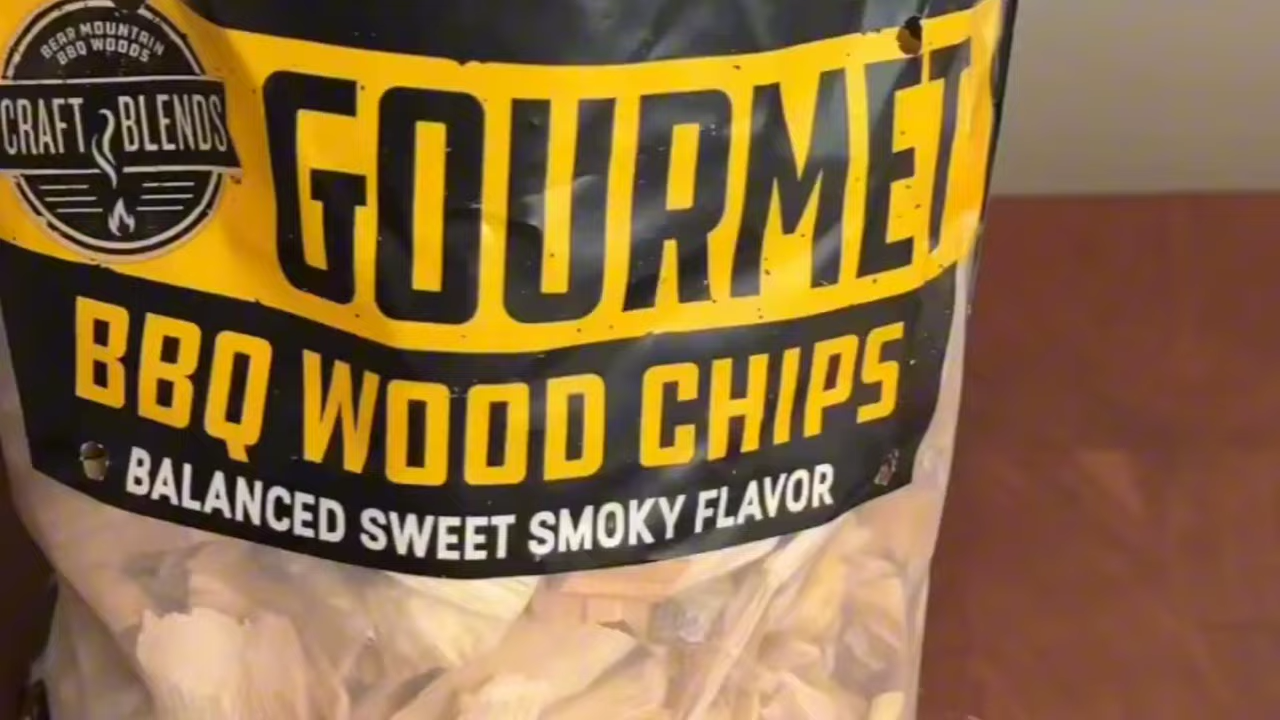 BEAR MOUNTAIN
BBQ WOODS
CRAFT BLENDS
GOURMET
BBQ WOOD CHIPS
BALANCED SWEET SMOKY FLAVOR